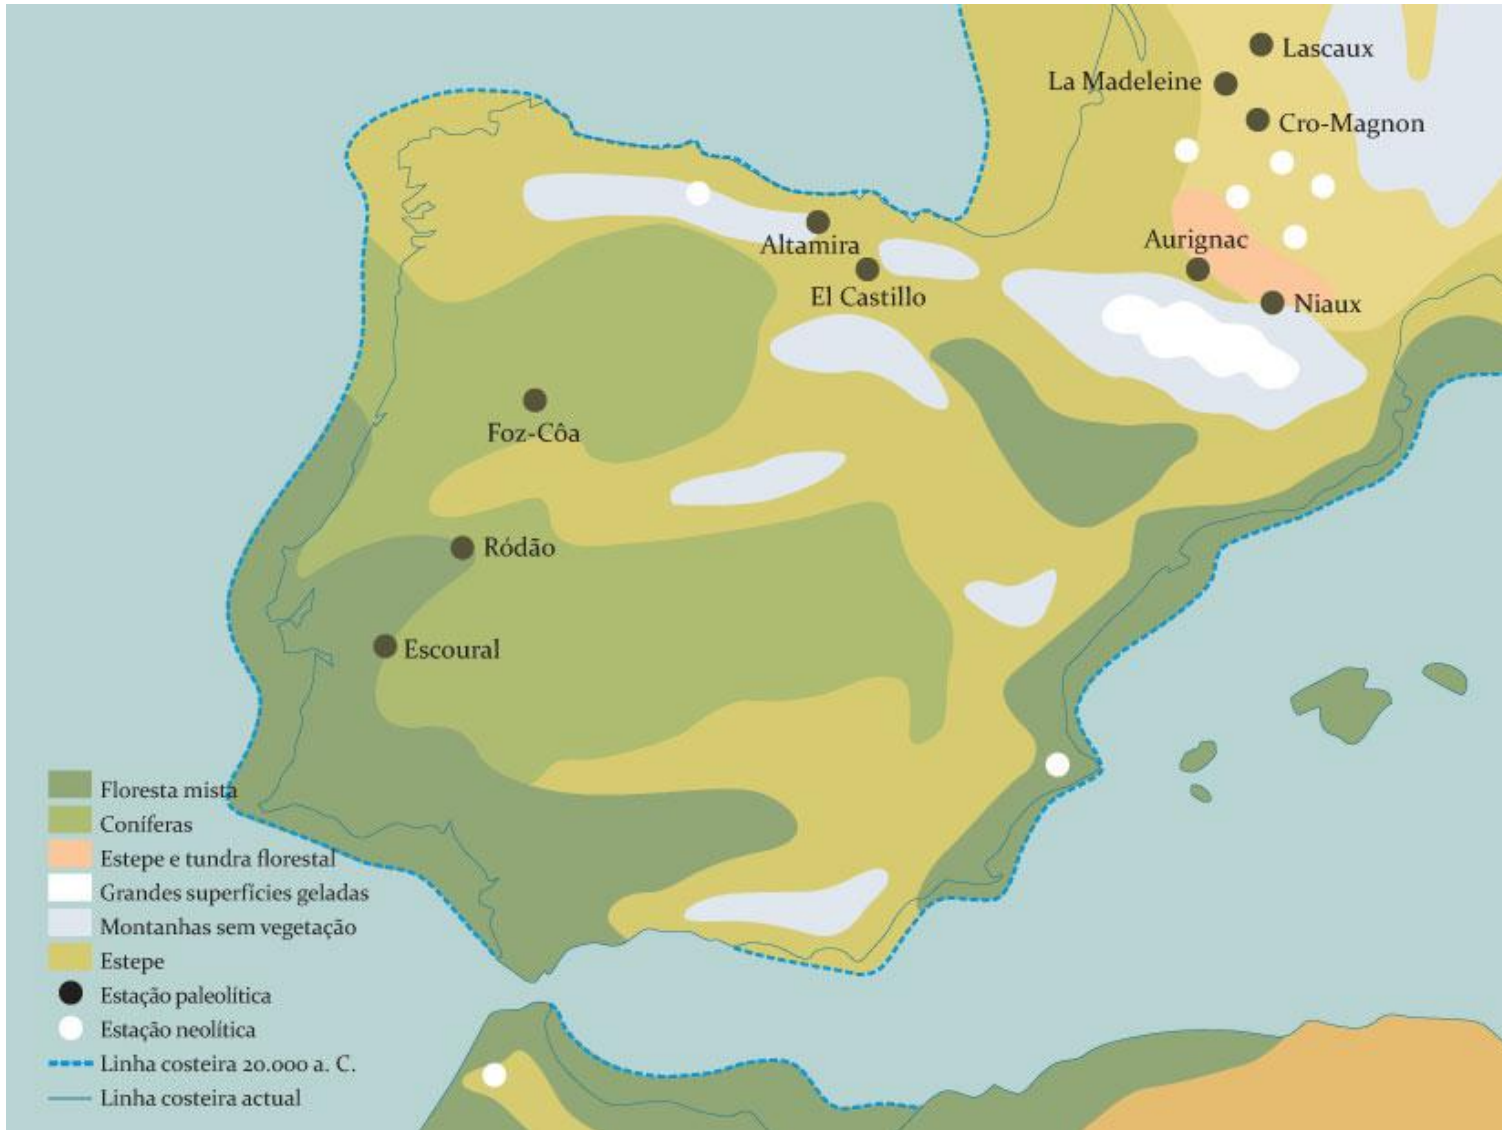 Lascaux
La Madeleine
Cro-Magnon
Altamira
Aurignac
El Castillo
Niaux
Foz-Côa
Ródão
Escoural
Floresta mista
Coníferas
Estepe e tundra florestal
Grandes superfícies geladas
Montanhas sem vegetação
Estepe
Estação paleolítica
Estação neolítica
Linha costeira 20.000 a. C.
Linha costeira actual